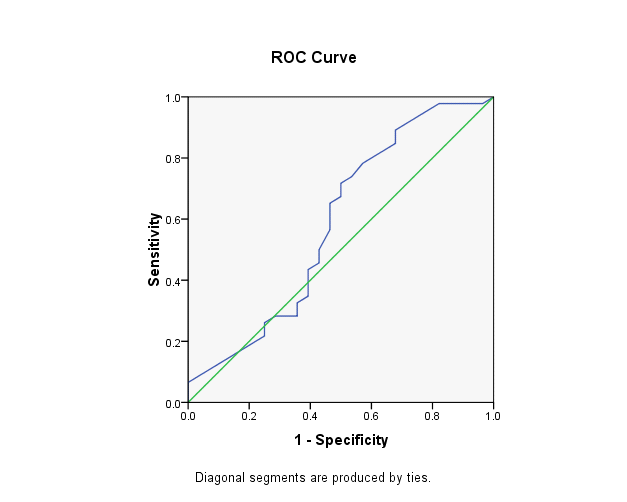 ROC Curve
1.0
0.8
0.6
0.4
0.2
0.0
Sensitivity
0.0 0.2 0.4 0.6 0.8 1.0
1 - Specificity
Diagonal segments are produced by ties.